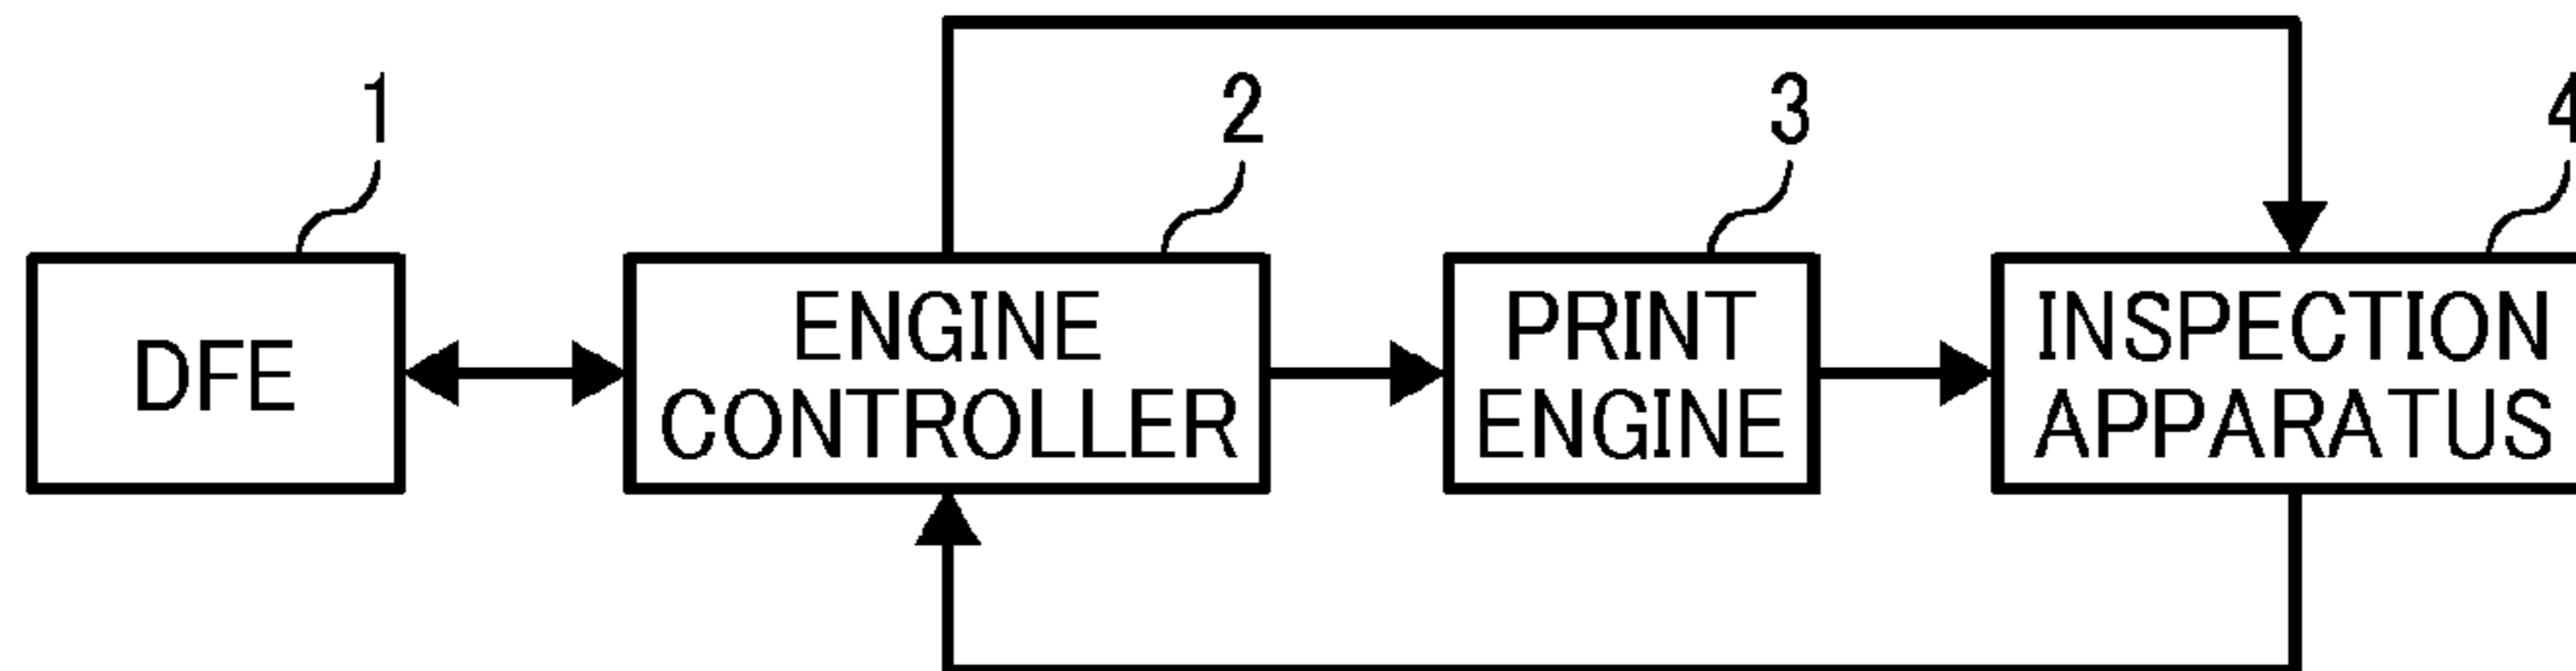 1
2
3
4
DFE
ENGINE
CONTROLLER
PRINT
ENGINE
INSPECTION
APPARATUS